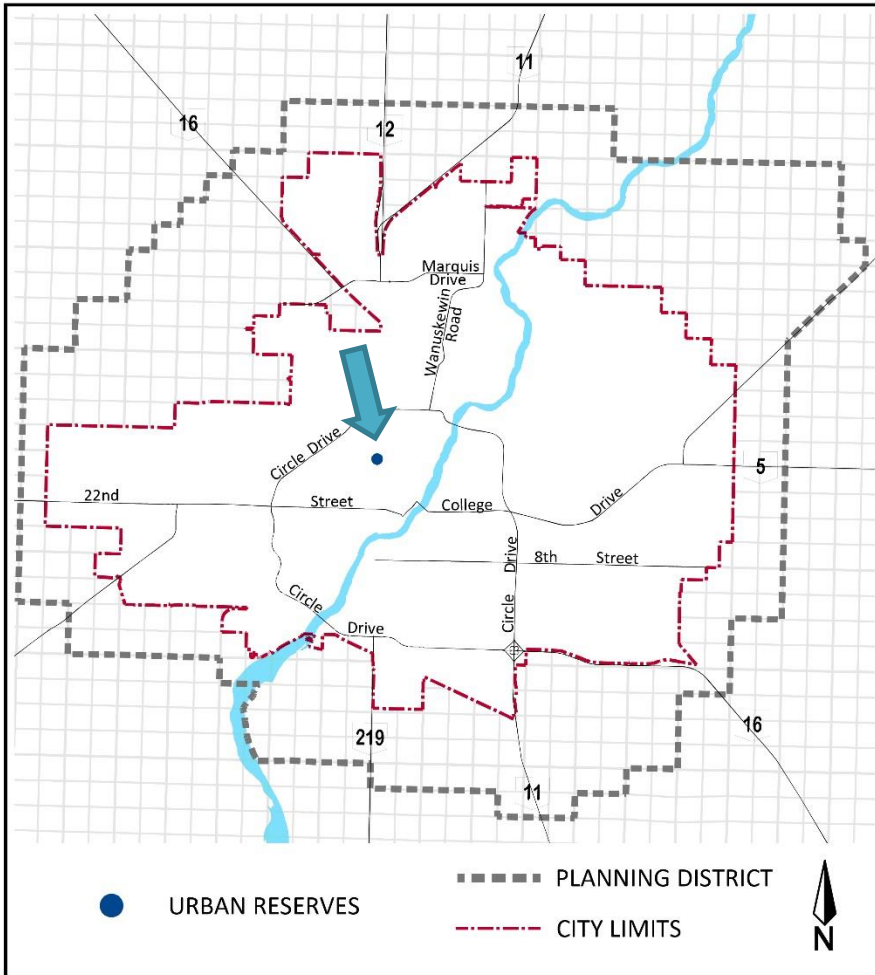 11
16
12
Marquis
Drive
Wanuskewin
Road
Circle Drive
5
22nd
Street
College
Drive
Drive
8th
Street
Circle
Circle
Drive
16
219
11
URBAN RESERVES
PLANNING DISTRICT
CITY LIMITS
N